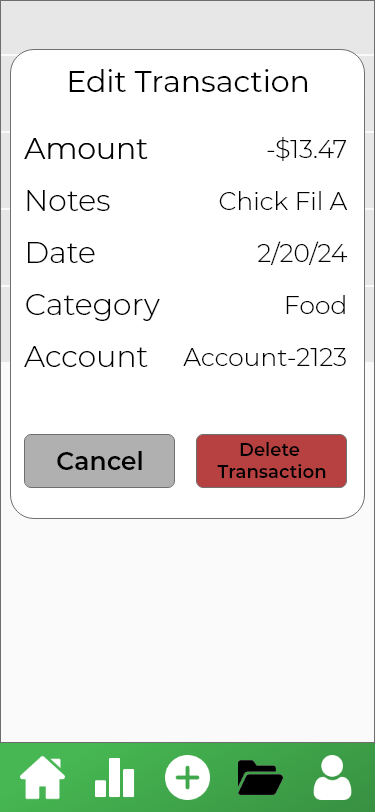 Edit Transaction
Amount -$13.47
Notes Chick Fil A
Date 2/20/24
Category Food
Account Account-2123
Cancel
Delete
Transaction